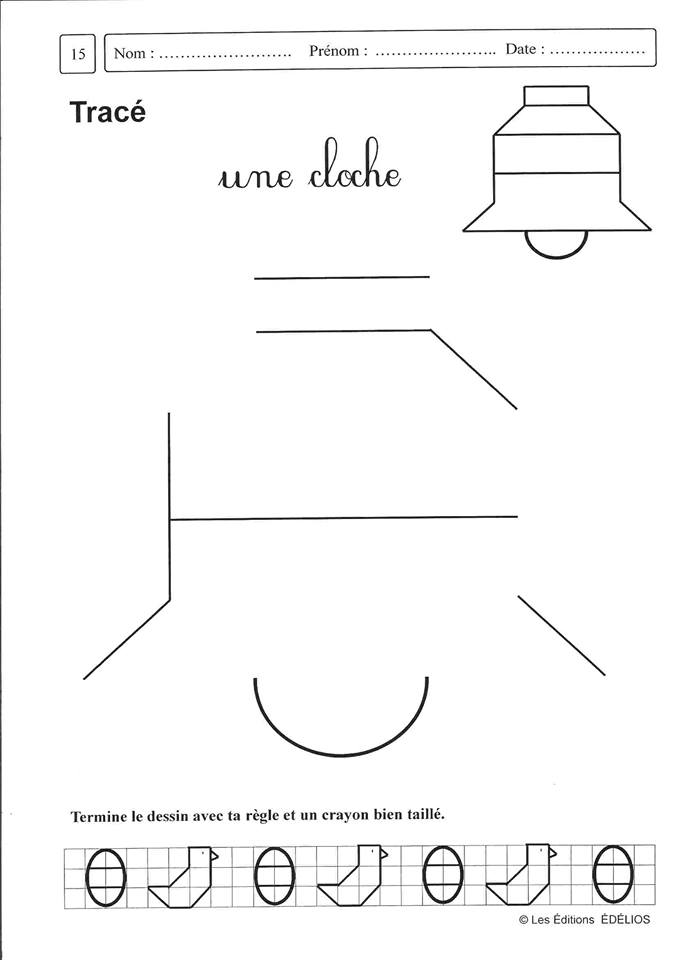 15
Nom : ........................ Prénom : ........................ Date : ...................
Tracé
une cloche
Termine le dessin avec ta règle et un crayon bien taillé.
© Les Éditions ÉDÉLIOS